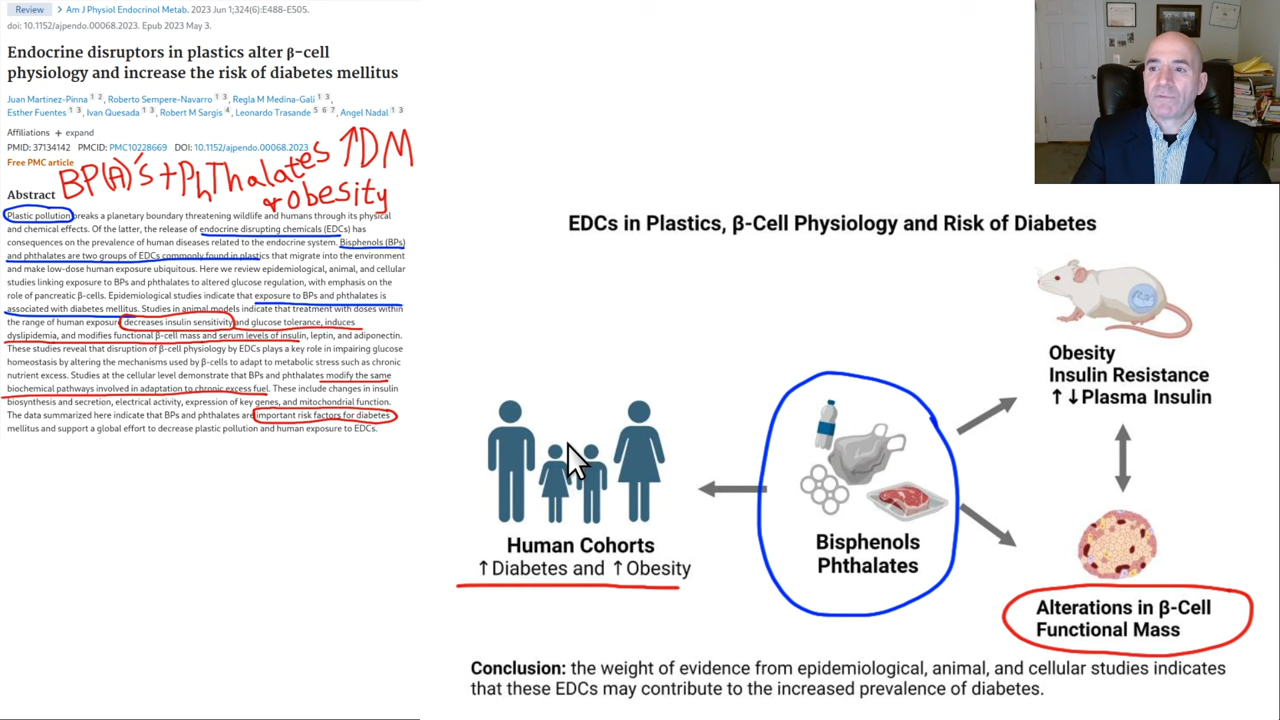 Review > Am J Physiol Endocrinol Metab. 2023 Jun 1;324(6):E488-E505.
doi: 10.1152/ajpendo.00068.2023. Epub 2023 May 3.
Endocrine disruptors in plastics alter β-cell
physiology and increase the risk of diabetes mellitus
Juan Martinez-Pinna 1 2, Roberto Sempere-Navarro 1 3, Regla M Medina-Gali 1 3,
Esther Fuentes 1 3, Ivan Quesada 1 3, Robert M Sargis 4, Leonardo Trasande 5 6 7, Angel Nadal 1 3
Affiliations + expand
PMID: 37134142 PMCID: PMC10228669 DOI: 10.1152/ajpendo.00068.2023
Free PMC article
BP(A)'s + Phthalates ↑DM
& Obesity
Abstract
Plastic pollution breaks a planetary boundary threatening wildlife and humans through its physical
and chemical effects. Of the latter, the release of endocrine disrupting chemicals (EDCs) has
consequences on the prevalence of human diseases related to the endocrine system. Bisphenols (BPs)
and phthalates are two groups of EDCs commonly found in plastics that migrate into the environment
and make low-dose human exposure ubiquitous. Here we review epidemiological, animal, and cellular
studies linking exposure to BPs and phthalates to altered glucose regulation, with emphasis on the
role of pancreatic β-cells. Epidemiological studies indicate that exposure to BPs and phthalates is
associated with diabetes mellitus. Studies in animal models indicate that treatment with doses within
the range of human exposure decreases insulin sensitivity and glucose tolerance, induces
dyslipidemia, and modifies functional β-cell mass and serum levels of insulin, leptin, and adiponectin.
These studies reveal that disruption of β-cell physiology by EDCs plays a key role in impairing glucose
homeostasis by altering the mechanisms used by β-cells to adapt to metabolic stress such as chronic
nutrient excess. Studies at the cellular level demonstrate that BPs and phthalates modify the same
biochemical pathways involved in adaptation to chronic excess fuel. These include changes in insulin
biosynthesis and secretion, electrical activity, expression of key genes, and mitochondrial function.
The data summarized here indicate that BPs and phthalates are important risk factors for diabetes
mellitus and support a global effort to decrease plastic pollution and human exposure to EDCs.
EDCs in Plastics, β-Cell Physiology and Risk of Diabetes
Obesity
Insulin Resistance
↑↓Plasma Insulin
Human Cohorts
↑Diabetes and ↑Obesity
Bisphenols
Phthalates
Alterations in β-Cell
Functional Mass
Conclusion: the weight of evidence from epidemiological, animal, and cellular studies indicates
that these EDCs may contribute to the increased prevalence of diabetes.